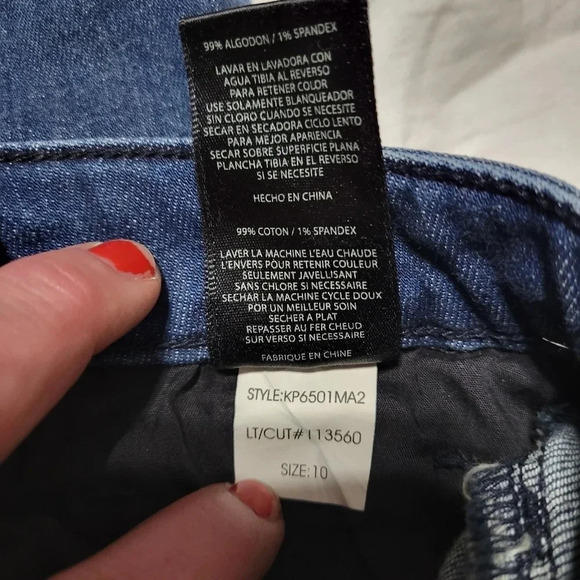 99% ALGODON / 1% SPANDEX
LAVAR EN LAVADORA CON
AGUA TIBIA AL REVERSO
PARA RETENER COLOR
USE SOLAMENTE BLANQUEADOR
SIN CLORO CUANDO SE NECESITE
SECAR EN SECADORA CICLO LENTO
PARA MEJOR APARIENCIA
SECAR SOBRE SUPERFICIE PLANA
PLANCHA TIBIA EN EL REVERSO
SI SE NECESITE
HECHO EN CHINA
99% COTON / 1% SPANDEX
LAVER LA MACHINE L'EAU CHAUDE
L'ENVERS POUR RETENIR COULEUR
SEULEMENT JAVELLISANT
SANS CHLORE SI NECESSAIRE
SECHAR LA MACHINE CYCLE DOUX
POUR UN MEILLEUR SOIN
SECHER A PLAT
REPASSER AU FER CHEUD
SUR VERSO SI NECESSAIRE
FABRIQUE EN CHINE
STYLE:KP6501MA2
LT/CUT# 113560
SIZE: 10